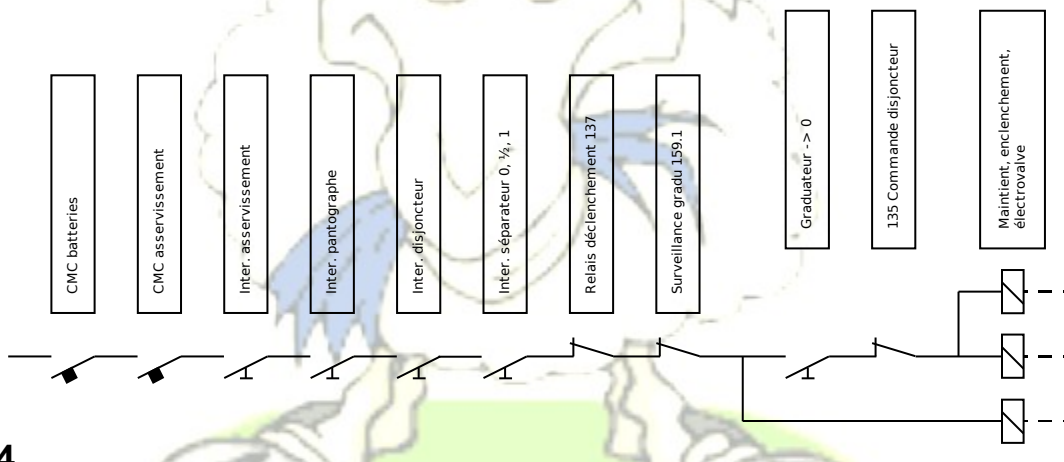 CMC batteries
CMC asservissement
Inter. asservissement
Inter. pantographe
Inter. disjoncteur
Inter. séparateur 0, ½, 1
Relais déclenchement 137
Surveillance gradu 159.1
Graduateur -> 0
135 Commande disjoncteur
Maintient, enclenchement,
électrovalve
4